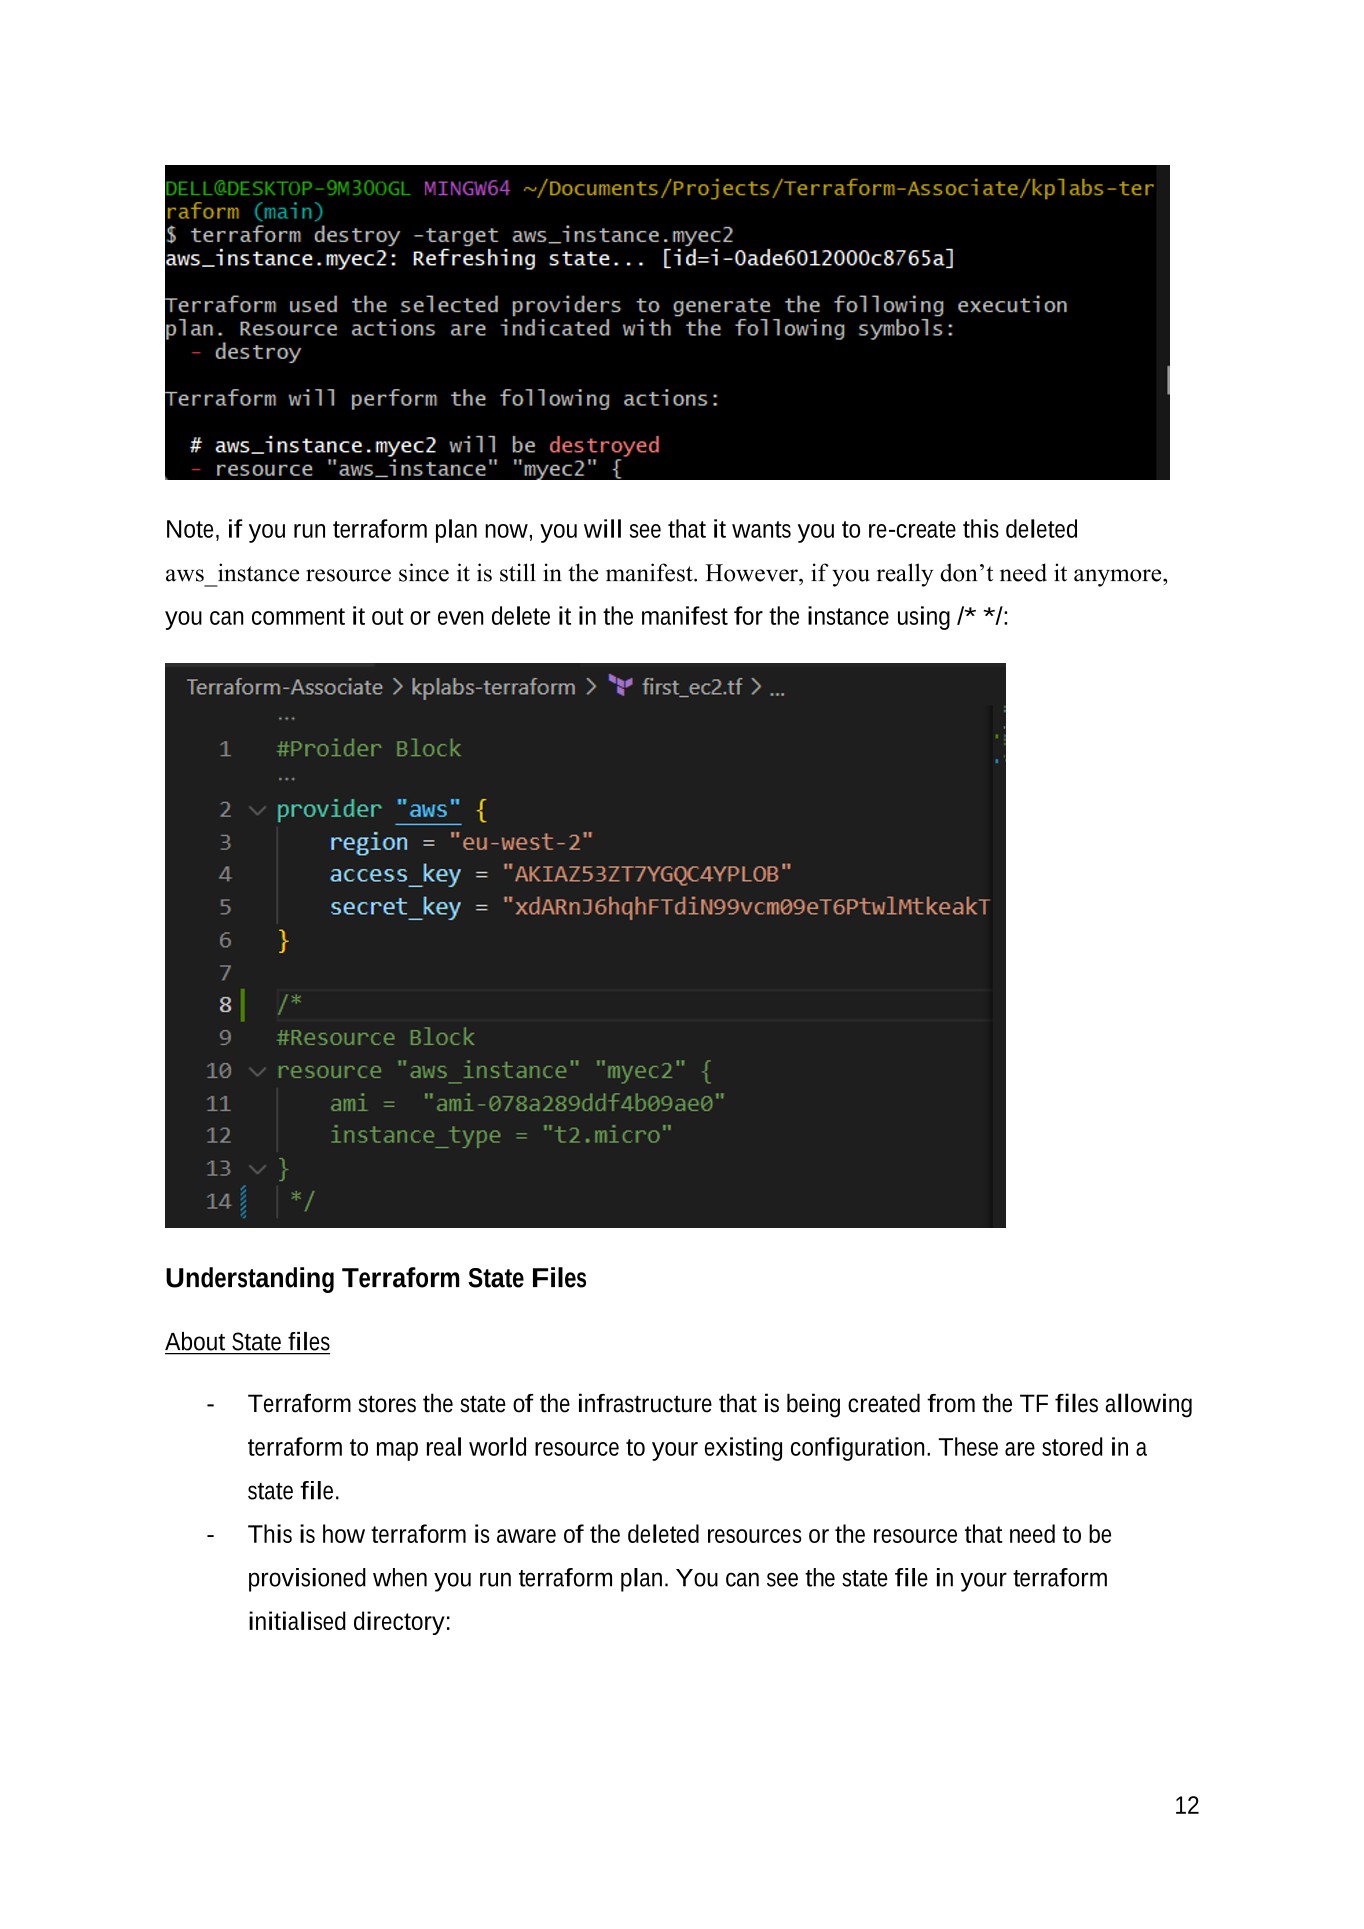 DELL@DESKTOP-9M3OOGL MINGW64 ~/Documents/Projects/Terraform-Associate/kplabs-ter
raform (main)
$ terraform destroy -target aws_instance.myec2
aws_instance.myec2: Refreshing state... [id=i-0ade6012000c8765a]
Terraform used the selected providers to generate the following execution
plan. Resource actions are indicated with the following symbols:
- destroy
Terraform will perform the following actions:
# aws_instance.myec2 will be destroyed
- resource "aws_instance" "myec2" {
Note, if you run terraform plan now, you will see that it wants you to re-create this deleted
aws_instance resource since it is still in the manifest. However, if you really don’t need it anymore,
you can comment it out or even delete it in the manifest for the instance using /* */:
Terraform-Associate > kplabs-terraform > first_ec2.tf > ...
...
1 #Proider Block
...
2 provider "aws" {
3 region = "eu-west-2"
4 access_key = "AKIAZ53ZT7YGQC4YPLOB"
5 secret_key = "xdARnJ6hqhFTdiN99vcm09eT6PtwlMtkeakT
6 }
7
8 /*
9 #Resource Block
10 resource "aws_instance" "myec2" {
11 ami = "ami-078a289ddf4b09ae0"
12 instance_type = "t2.micro"
13 }
14 */
Understanding Terraform State Files
About State files
- Terraform stores the state of the infrastructure that is being created from the TF files allowing
terraform to map real world resource to your existing configuration. These are stored in a
state file.
- This is how terraform is aware of the deleted resources or the resource that need to be
provisioned when you run terraform plan. You can see the state file in your terraform
initialised directory:
12